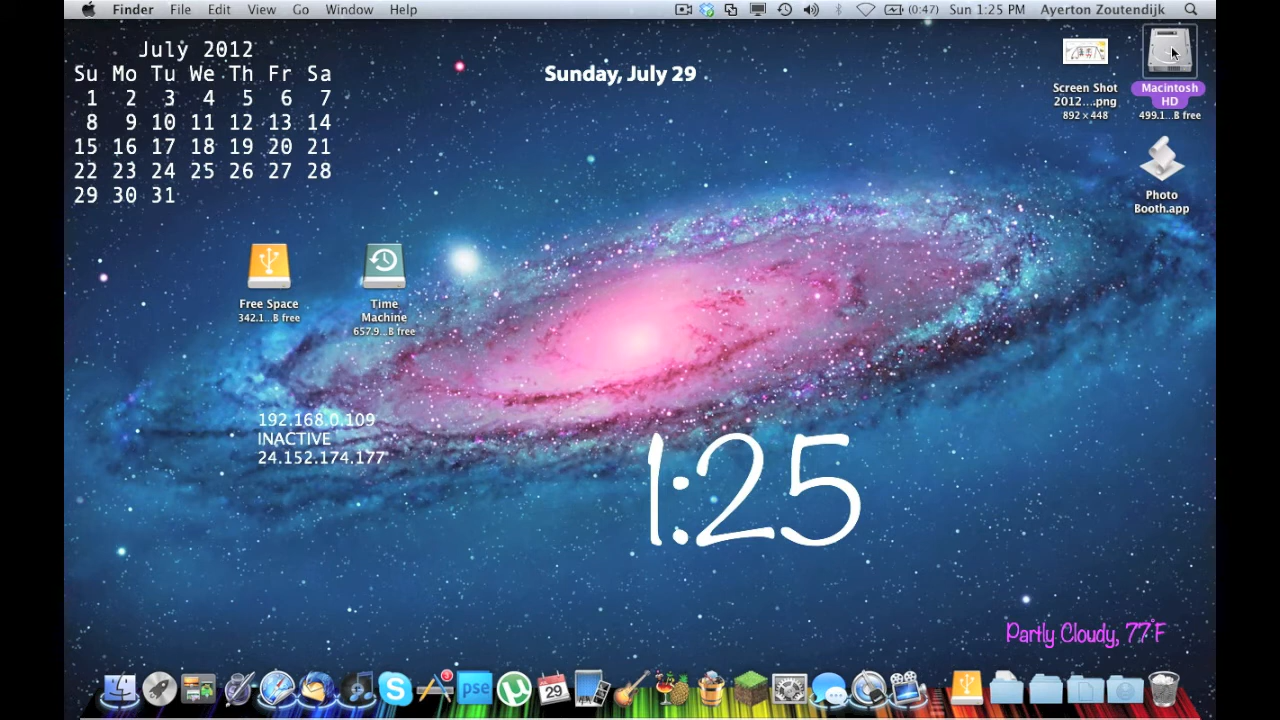 Finder File Edit View Go Window Help (0:47) Sun 1:25 PM Ayerton Zoutendijk
July 2012
Su Mo Tu We Th Fr Sa
1 2 3 4 5 6 7
8 9 10 11 12 13 14
15 16 17 18 19 20 21
22 23 24 25 26 27 28
29 30 31
Sunday, July 29
Screen Shot
2012....png
892 × 448
Macintosh
HD
499.1...B free
Photo
Booth.app
Free Space
342.1...B free
Time
Machine
657.9...B free
192.168.0.109
INACTIVE
24.152.174.177
1:25
Partly Cloudy, 77°F
pse
29